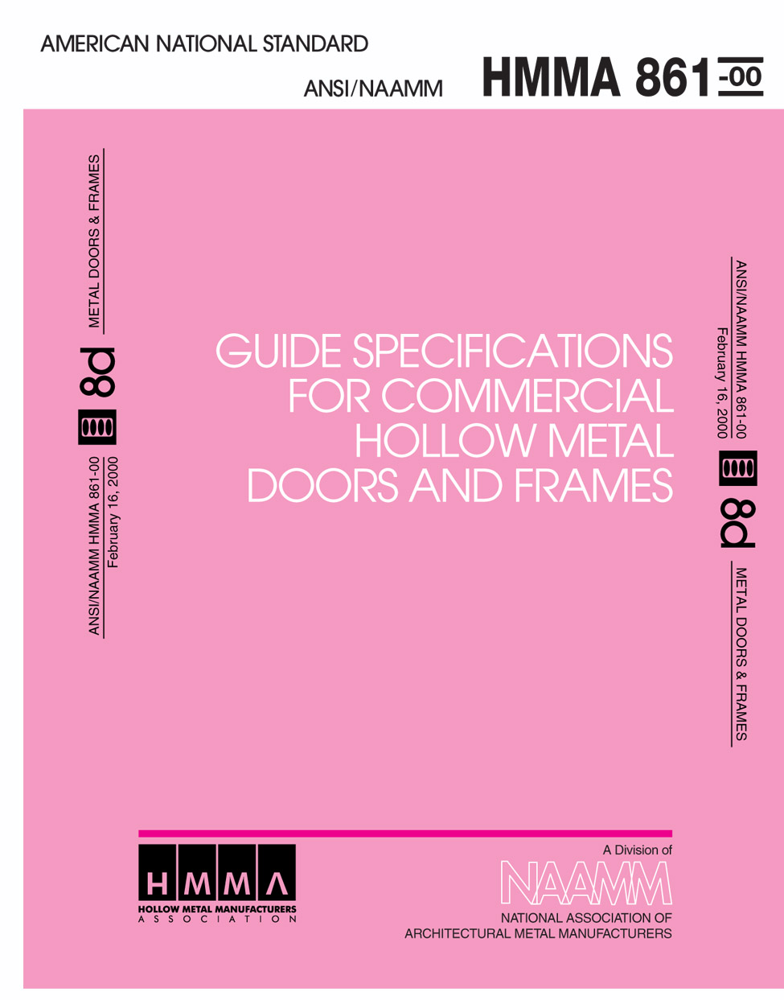 AMERICAN NATIONAL STANDARD
ANSI/NAAMM HMMA 861-00
METAL DOORS & FRAMES
8d
ANSI/NAAMM HMMA 861-00
February 16, 2000
GUIDE SPECIFICATIONS
FOR COMMERCIAL
HOLLOW METAL
DOORS AND FRAMES
ANSI/NAAMM HMMA 861-00
February 16, 2000
8d
METAL DOORS & FRAMES
HMMA
HOLLOW METAL MANUFACTURERS
ASSOCIATION
A Division of
NAAMM
NATIONAL ASSOCIATION OF
ARCHITECTURAL METAL MANUFACTURERS